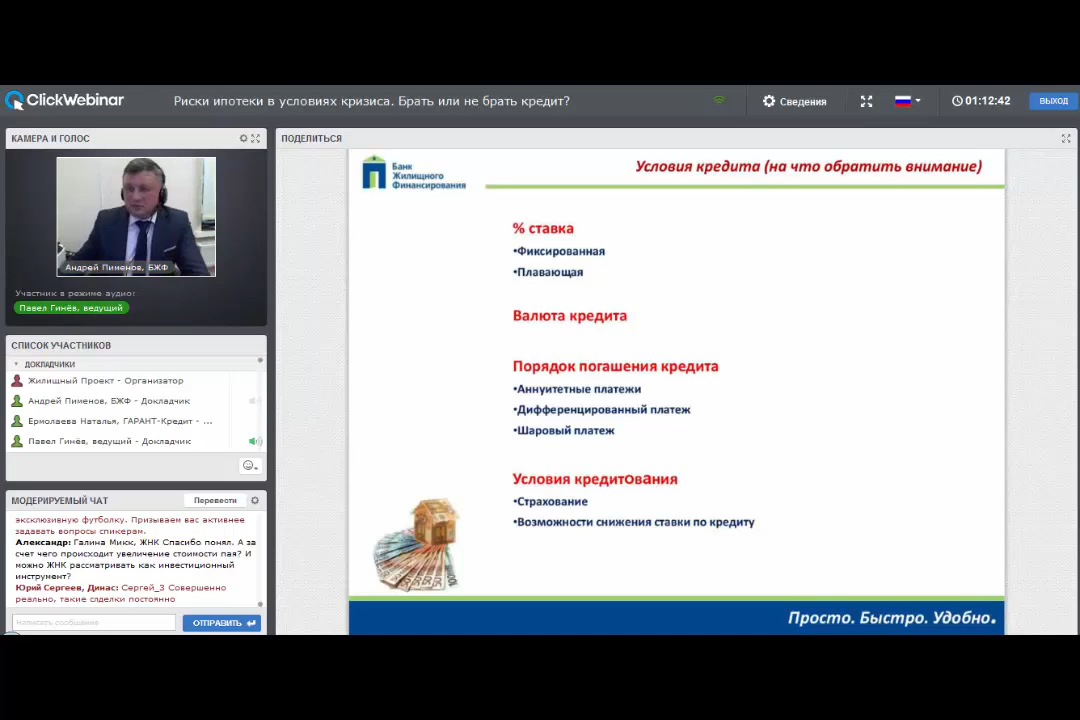 ClickWebinar
Риски ипотеки в условиях кризиса. Брать или не брать кредит?
Сведения
01:12:42
ВЫХОД
КАМЕРА И ГОЛОС
Андрей Пименов, БЖФ
Участник в режиме аудио:
Павел Гинёв, ведущий
СПИСОК УЧАСТНИКОВ
ДОКЛАДЧИКИ
Жилищный Проект - Организатор
Андрей Пименов, БЖФ - Докладчик
Ермолаева Наталья, ГАРАНТ-Кредит - ...
Павел Гинёв, ведущий - Докладчик
МОДЕРИРУЕМЫЙ ЧАТ
Перевести
эксклюзивную футболку. Призываем вас активнее
задавать вопросы спикерам.
Александр: Галина Микк, ЖНК Спасибо понял. А за
счет чего происходит увеличение стоимости пая? И
можно ЖНК рассматривать как инвестиционный
инструмент?
Юрий Сергеев, Динас: Сергей_3 Совершенно
реально, такие слделки постоянно
Написать сообщение
ОТПРАВИТЬ
ПОДЕЛИТЬСЯ
Банк
Жилищного
Финансирования
Условия кредита (на что обратить внимание)
% ставка
•Фиксированная
•Плавающая
Валюта кредита
Порядок погашения кредита
•Аннуитетные платежи
•Дифференцированный платеж
•Шаровый платеж
Условия кредитования
•Страхование
•Возможности снижения ставки по кредиту
Просто. Быстро. Удобно.